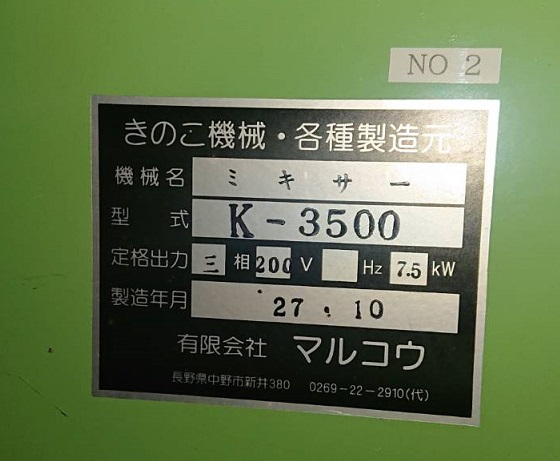 NO 2
きのこ機械・各種製造元
機械名 ミキサー
型式 K-3500
定格出力 三相 200 V Hz 7.5 kW
製造年月 27.10
有限会社 マルコウ
長野県中野市新井380 0269-22-2910(代)